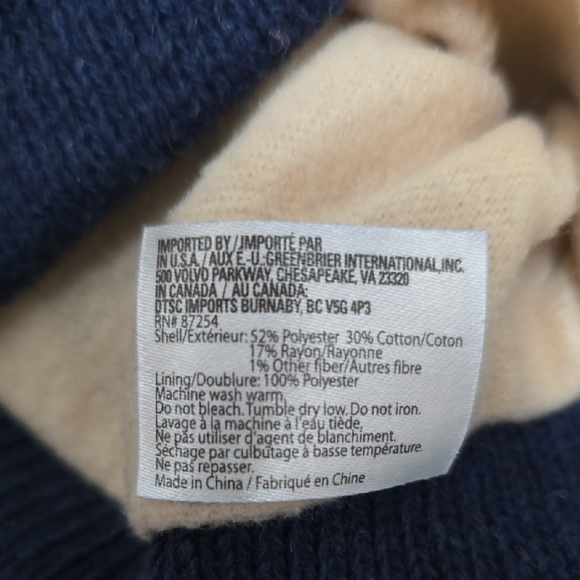 IMPORTED BY / IMPORTÉ PAR
IN U.S.A. / AUX E.-U.:GREENBRIER INTERNATIONAL,INC.
500 VOLVO PARKWAY, CHESAPEAKE, VA 23320
IN CANADA / AU CANADA:
DTSC IMPORTS BURNABY, BC V5G 4P3
RN# 87254
Shell/Extérieur: 52% Polyester 30% Cotton/Coton
17% Rayon/Rayonne
1% Other fiber/Autres fibre
Lining/Doublure: 100% Polyester
Machine wash warm,
Do not bleach. Tumble dry low. Do not iron.
Lavage à la machine à l'eau tiède,
Ne pas utiliser d'agent de blanchiment.
Séchage par culbutage à basse température.
Ne pas repasser.
Made in China / Fabriqué en Chine